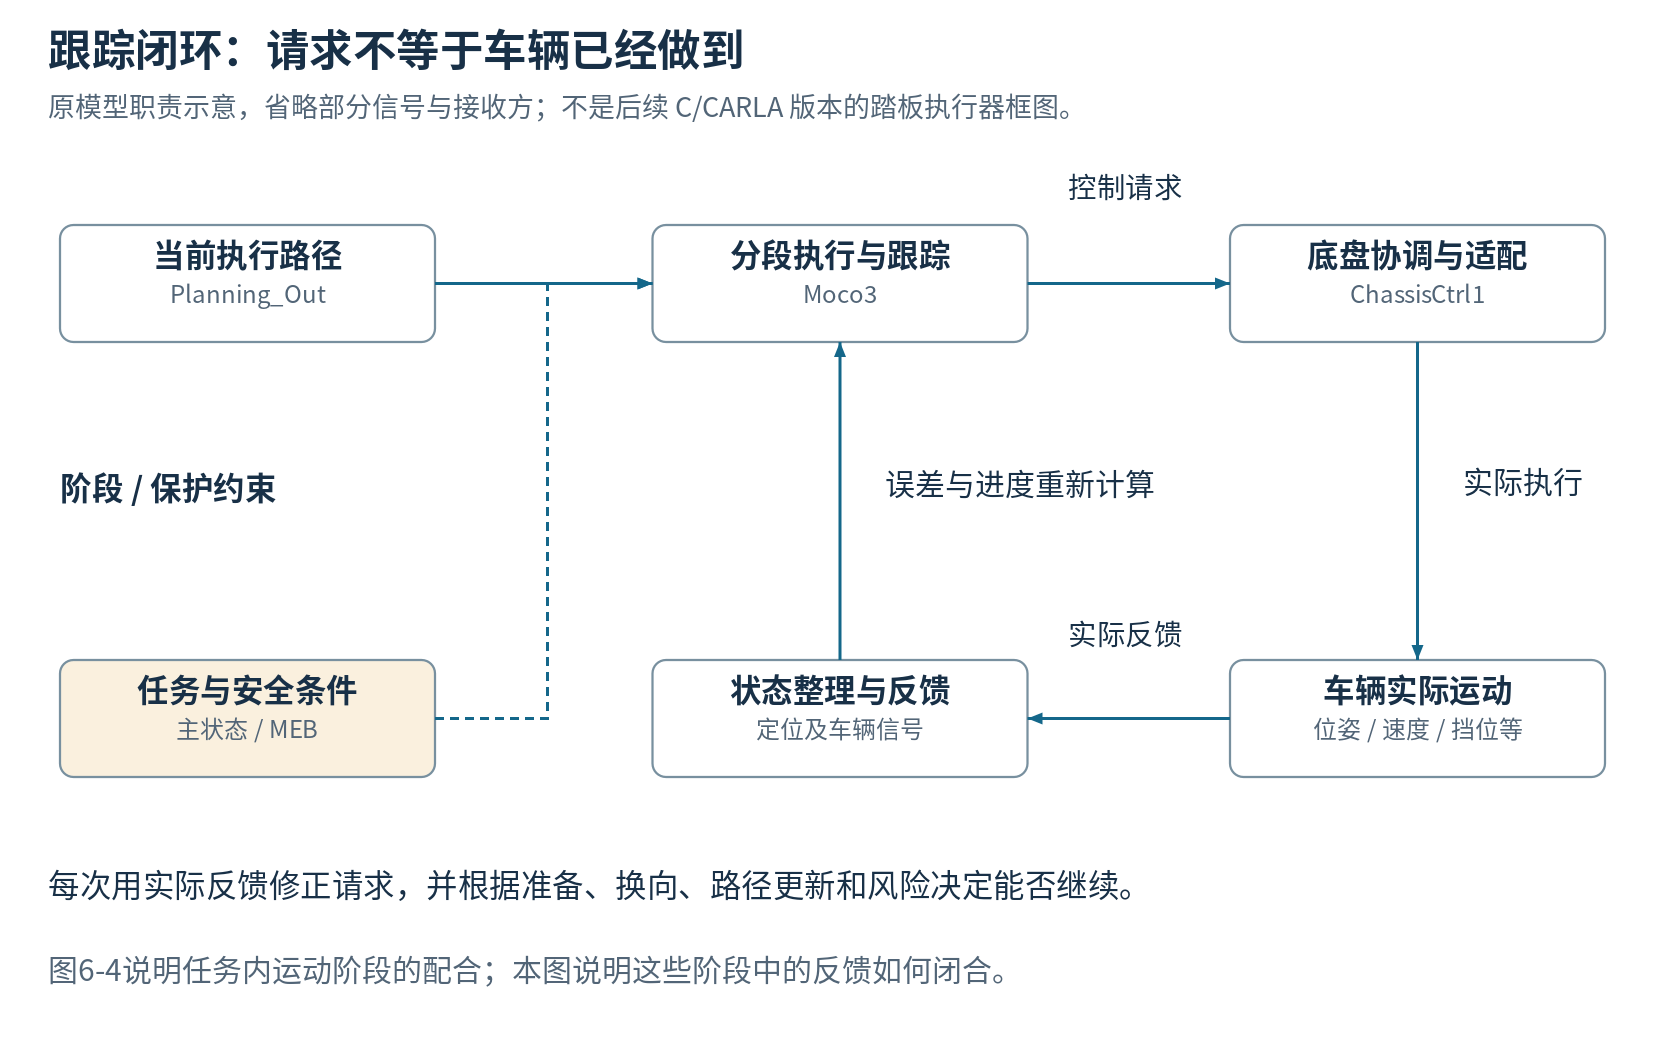 跟踪闭环：请求不等于车辆已经做到
原模型职责示意，省略部分信号与接收方；不是后续 C/CARLA 版本的踏板执行器框图。
控制请求
当前执行路径
Planning_Out
分段执行与跟踪
Moco3
底盘协调与适配
ChassisCtrl1
阶段 / 保护约束
误差与进度重新计算
实际执行
实际反馈
任务与安全条件
主状态 / MEB
状态整理与反馈
定位及车辆信号
车辆实际运动
位姿 / 速度 / 挡位等
每次用实际反馈修正请求，并根据准备、换向、路径更新和风险决定能否继续。
图6-4说明任务内运动阶段的配合；本图说明这些阶段中的反馈如何闭合。